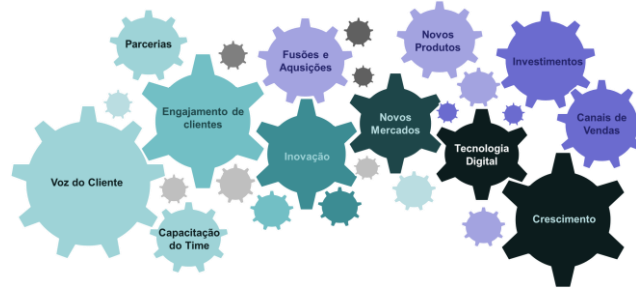 Parcerias
Fusões e
Aqusições
Novos
Produtos
Investimentos
Engajamento de
clientes
Novos
Mercados
Canais de
Vendas
Inovação
Tecnologia
Digital
Voz do Cliente
Capacitação
do Time
Crescimento